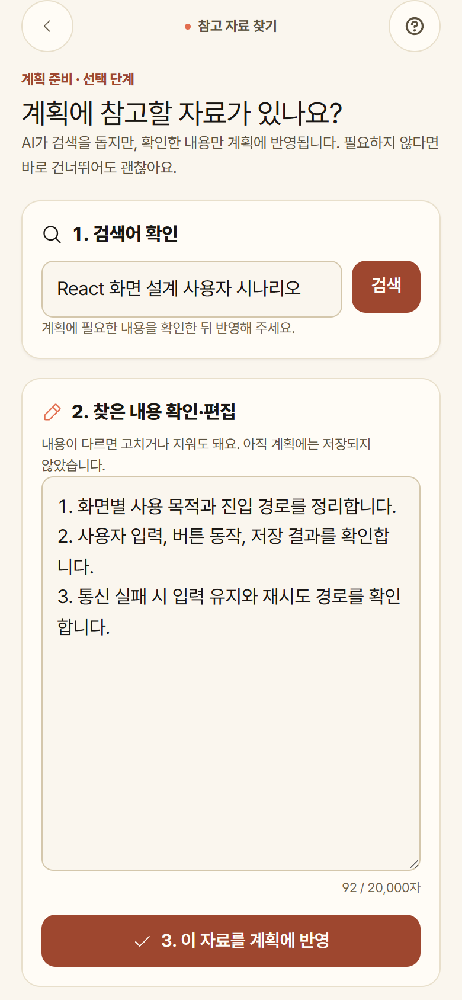 참고 자료 찾기
계획 준비 · 선택 단계
계획에 참고할 자료가 있나요?
AI가 검색을 돕지만, 확인한 내용만 계획에 반영됩니다. 필요하지 않다면
바로 건너뛰어도 괜찮아요.
1. 검색어 확인
React 화면 설계 사용자 시나리오
검색
계획에 필요한 내용을 확인한 뒤 반영해 주세요.
2. 찾은 내용 확인·편집
내용이 다르면 고치거나 지워도 돼요. 아직 계획에는 저장되지
않았습니다.
1. 화면별 사용 목적과 진입 경로를 정리합니다.
2. 사용자 입력, 버튼 동작, 저장 결과를 확인합
니다.
3. 통신 실패 시 입력 유지와 재시도 경로를 확인
합니다.
92 / 20,000자
3. 이 자료를 계획에 반영